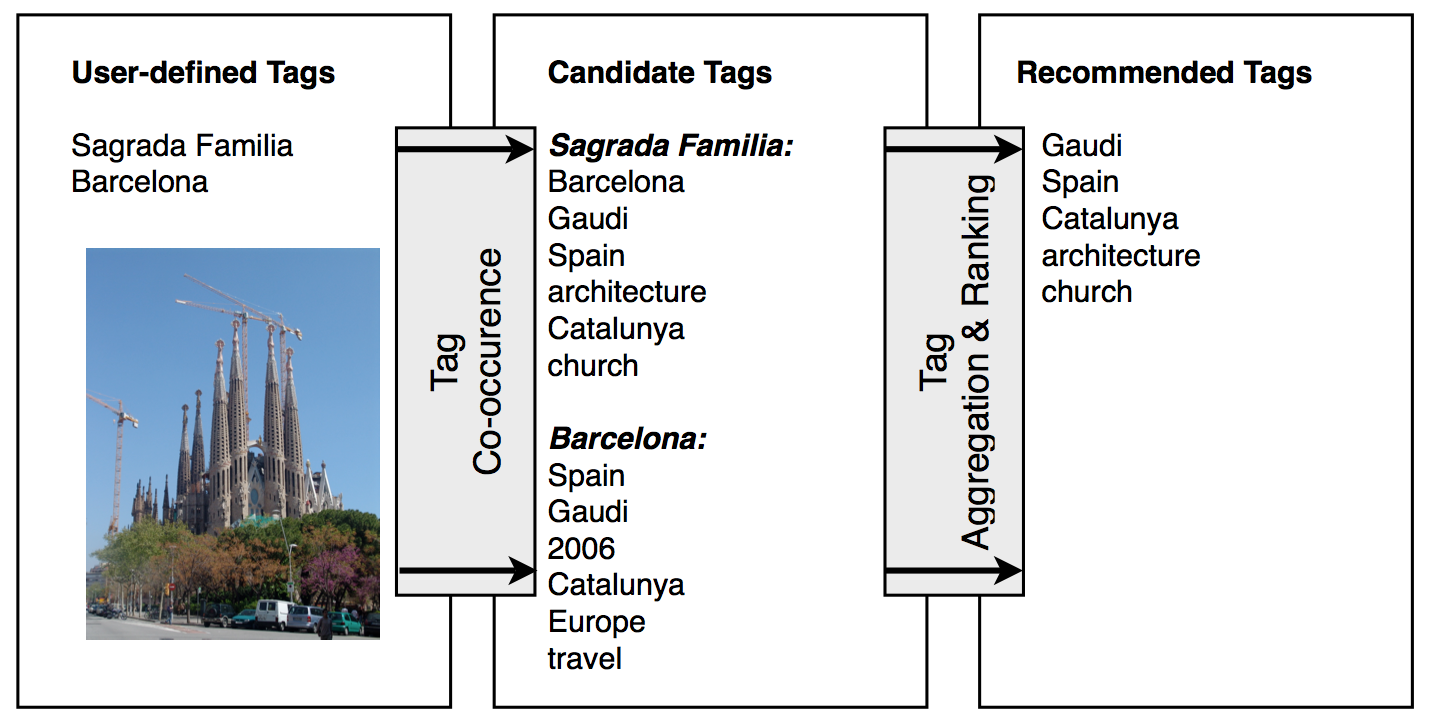 User-defined Tags
Sagrada Familia
Barcelona
Tag
Co-occurence
Candidate Tags
Sagrada Familia:
Barcelona
Gaudi
Spain
architecture
Catalunya
church
Barcelona:
Spain
Gaudi
2006
Catalunya
Europe
travel
Tag
Aggregation & Ranking
Recommended Tags
Gaudi
Spain
Catalunya
architecture
church